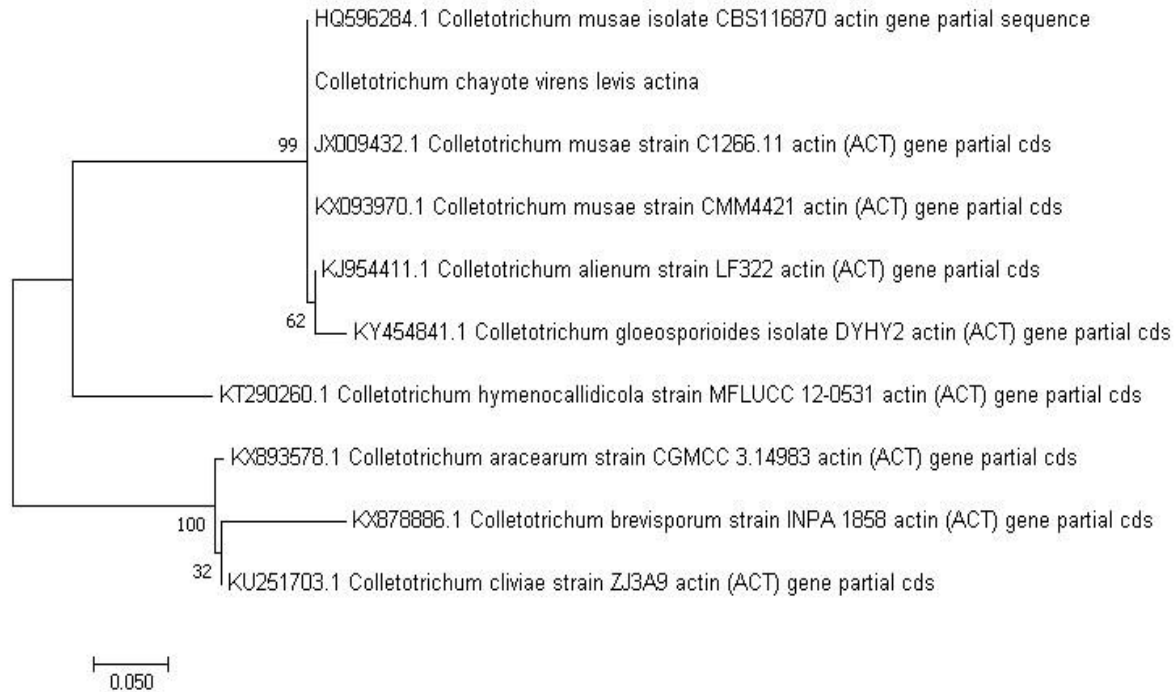 HQ596284.1 Colletotrichum musae isolate CBS116870 actin gene partial sequence
Colletotrichum chayote virens levis actina
99
JX009432.1 Colletotrichum musae strain C1266.11 actin (ACT) gene partial cds
KX093970.1 Colletotrichum musae strain CMM4421 actin (ACT) gene partial cds
KJ954411.1 Colletotrichum alienum strain LF322 actin (ACT) gene partial cds
62
KY454841.1 Colletotrichum gloeosporioides isolate DYHY2 actin (ACT) gene partial cds
KT290260.1 Colletotrichum hymenocallidicola strain MFLUCC 12-0531 actin (ACT) gene partial cds
KX893578.1 Colletotrichum aracearum strain CGMCC 3.14983 actin (ACT) gene partial cds
100
KX878886.1 Colletotrichum brevisporum strain INPA 1858 actin (ACT) gene partial cds
32
KU251703.1 Colletotrichum cliviae strain ZJ3A9 actin (ACT) gene partial cds
0.050